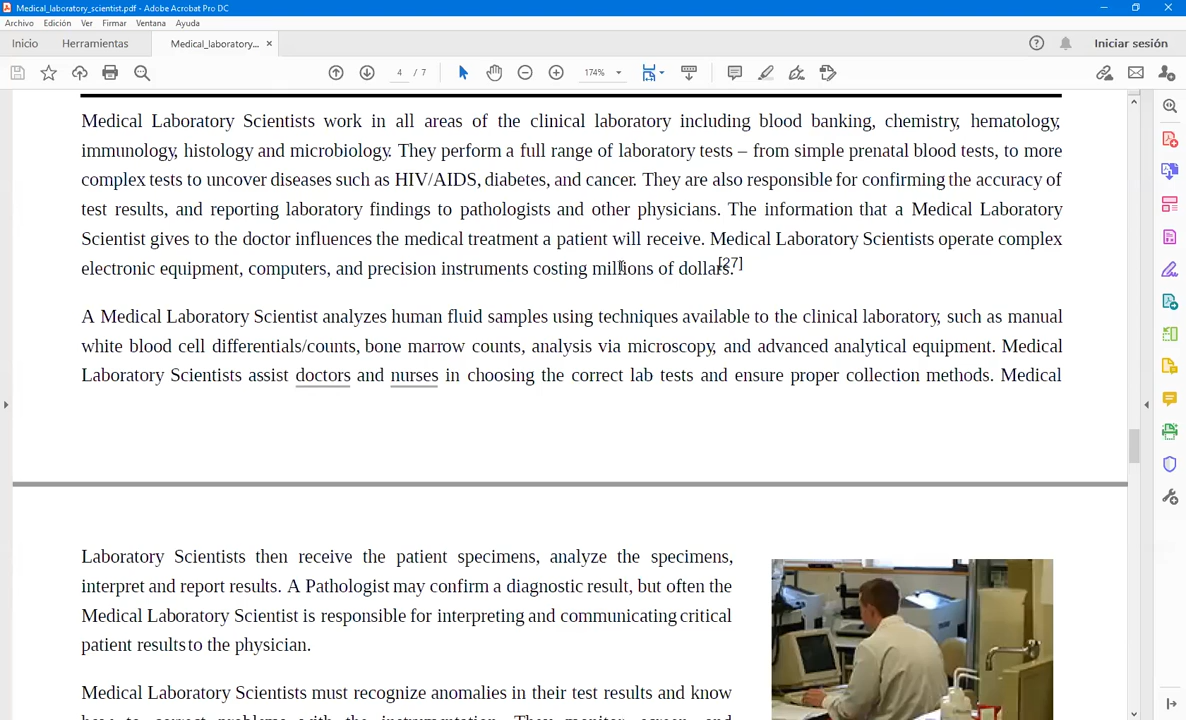 Medical_laboratory_scientist.pdf - Adobe Acrobat Pro DC
Archivo Edición Ver Firmar Ventana Ayuda
Inicio Herramientas Medical_laboratory... × Iniciar sesión
4 / 7 174%
Medical Laboratory Scientists work in all areas of the clinical laboratory including blood banking, chemistry, hematology,
immunology, histology and microbiology. They perform a full range of laboratory tests – from simple prenatal blood tests, to more
complex tests to uncover diseases such as HIV/AIDS, diabetes, and cancer. They are also responsible for confirming the accuracy of
test results, and reporting laboratory findings to pathologists and other physicians. The information that a Medical Laboratory
Scientist gives to the doctor influences the medical treatment a patient will receive. Medical Laboratory Scientists operate complex
electronic equipment, computers, and precision instruments costing millions of dollars.[27]
A Medical Laboratory Scientist analyzes human fluid samples using techniques available to the clinical laboratory, such as manual
white blood cell differentials/counts, bone marrow counts, analysis via microscopy, and advanced analytical equipment. Medical
Laboratory Scientists assist doctors and nurses in choosing the correct lab tests and ensure proper collection methods. Medical
Laboratory Scientists then receive the patient specimens, analyze the specimens,
interpret and report results. A Pathologist may confirm a diagnostic result, but often the
Medical Laboratory Scientist is responsible for interpreting and communicating critical
patient results to the physician.
Medical Laboratory Scientists must recognize anomalies in their test results and know
how to correct problems with the instrumentation. They monitor, screen, and